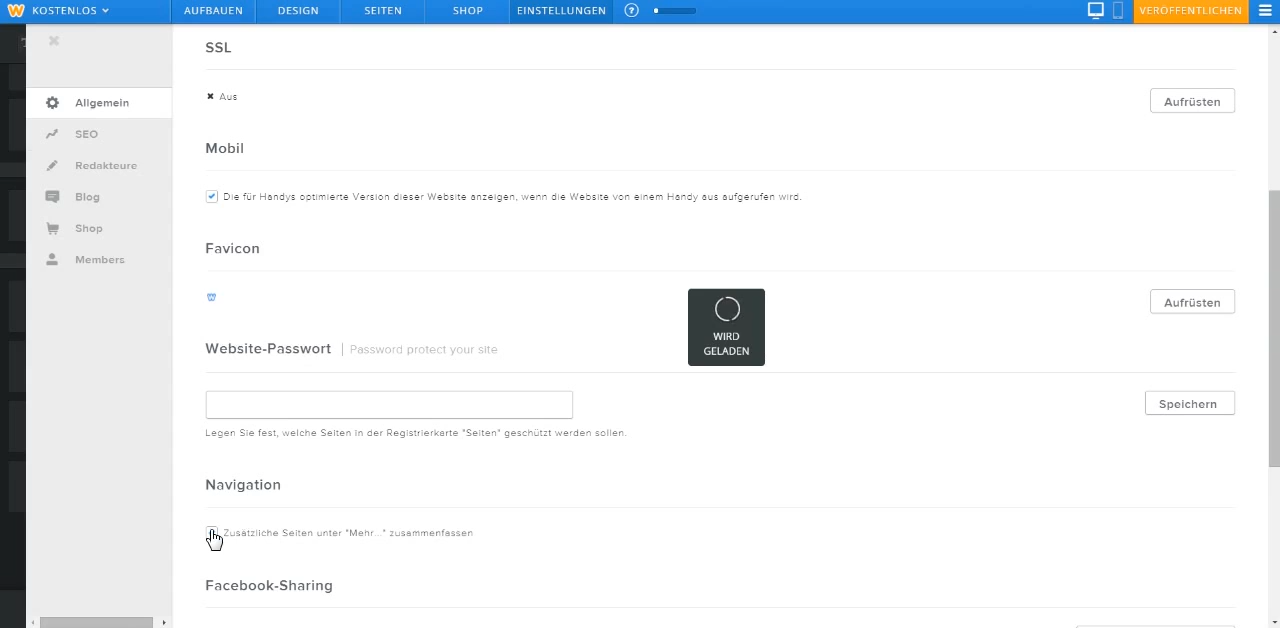 KOSTENLOS
AUFBAUEN
DESIGN
SEITEN
SHOP
EINSTELLUNGEN
VERÖFFENTLICHEN
Allgemein
SEO
Redakteure
Blog
Shop
Members
SSL
Aus
Aufrüsten
Mobil
Die für Handys optimierte Version dieser Website anzeigen, wenn die Website von einem Handy aus aufgerufen wird.
Favicon
Aufrüsten
WIRD
GELADEN
Website-Passwort | Password protect your site
Speichern
Legen Sie fest, welche Seiten in der Registrierkarte "Seiten" geschützt werden sollen.
Navigation
Zusätzliche Seiten unter "Mehr..." zusammenfassen
Facebook-Sharing